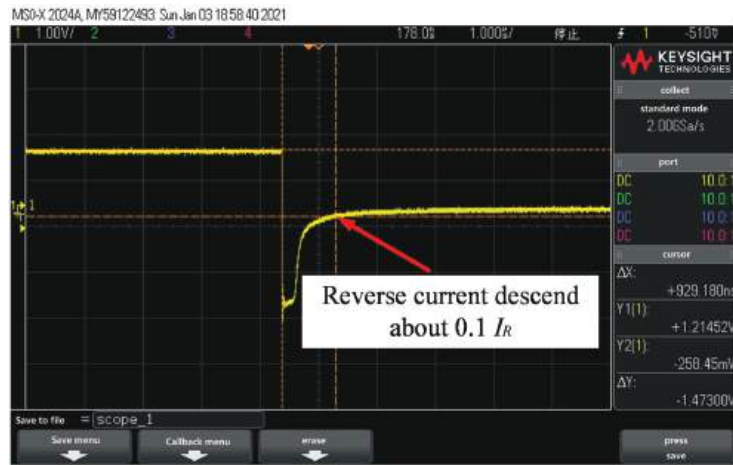 MSO-X 2024A, MY59122493: Sun Jan 03 18:58:40 2021
1 1.00V/ 2 3 4 178.0s 1.000s/ 停止 1 -510V
KEYSIGHT
TECHNOLOGIES
collect
standard mode
2.00GSa/s
port
DC 10.0:1
DC 10.0:1
DC 10.0:1
DC 10.0:1
cursor
ΔX:
+929.180ns
Y1(1):
+1.21452V
Y2(1):
-258.45mV
ΔY:
-1.47300V
1
Reverse current descend
about 0.1 IR
Save to file = scope_1
Save menu
Callback menu
erase
press
save